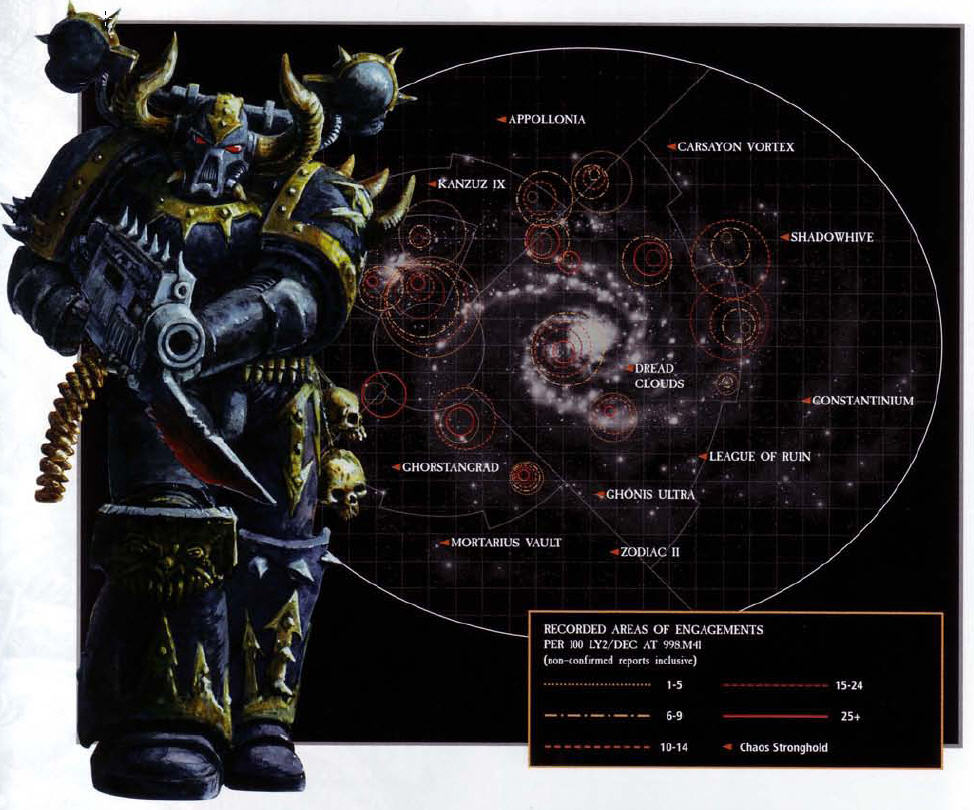 APPOLLONIA
CARSAYON VORTEX
KANZUZ IX
SHADOWHIVE
DREAD
CLOUDS
CONSTANTINIUM
LEAGUE OF RUIN
GHORSTANGRAD
GHONIS ULTRA
MORTARIUS VAULT
ZODIAC II
RECORDED AREAS OF ENGAGEMENTS
PER 100 LY2/DEC AT 998.M41
(non-confirmed reports inclusive)
1-5
15-24
6-9
25+
10-14
Chaos Stronghold